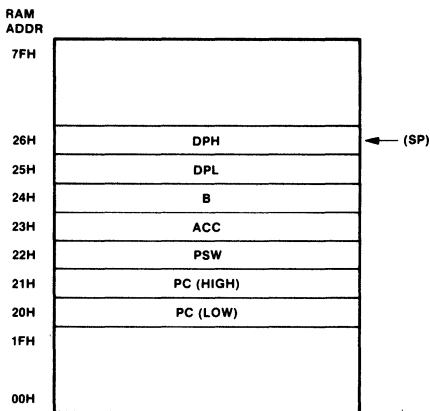 RAM
ADDR
7FH
26H DPH (SP)
25H DPL
24H B
23H ACC
22H PSW
21H PC (HIGH)
20H PC (LOW)
1FH
00H